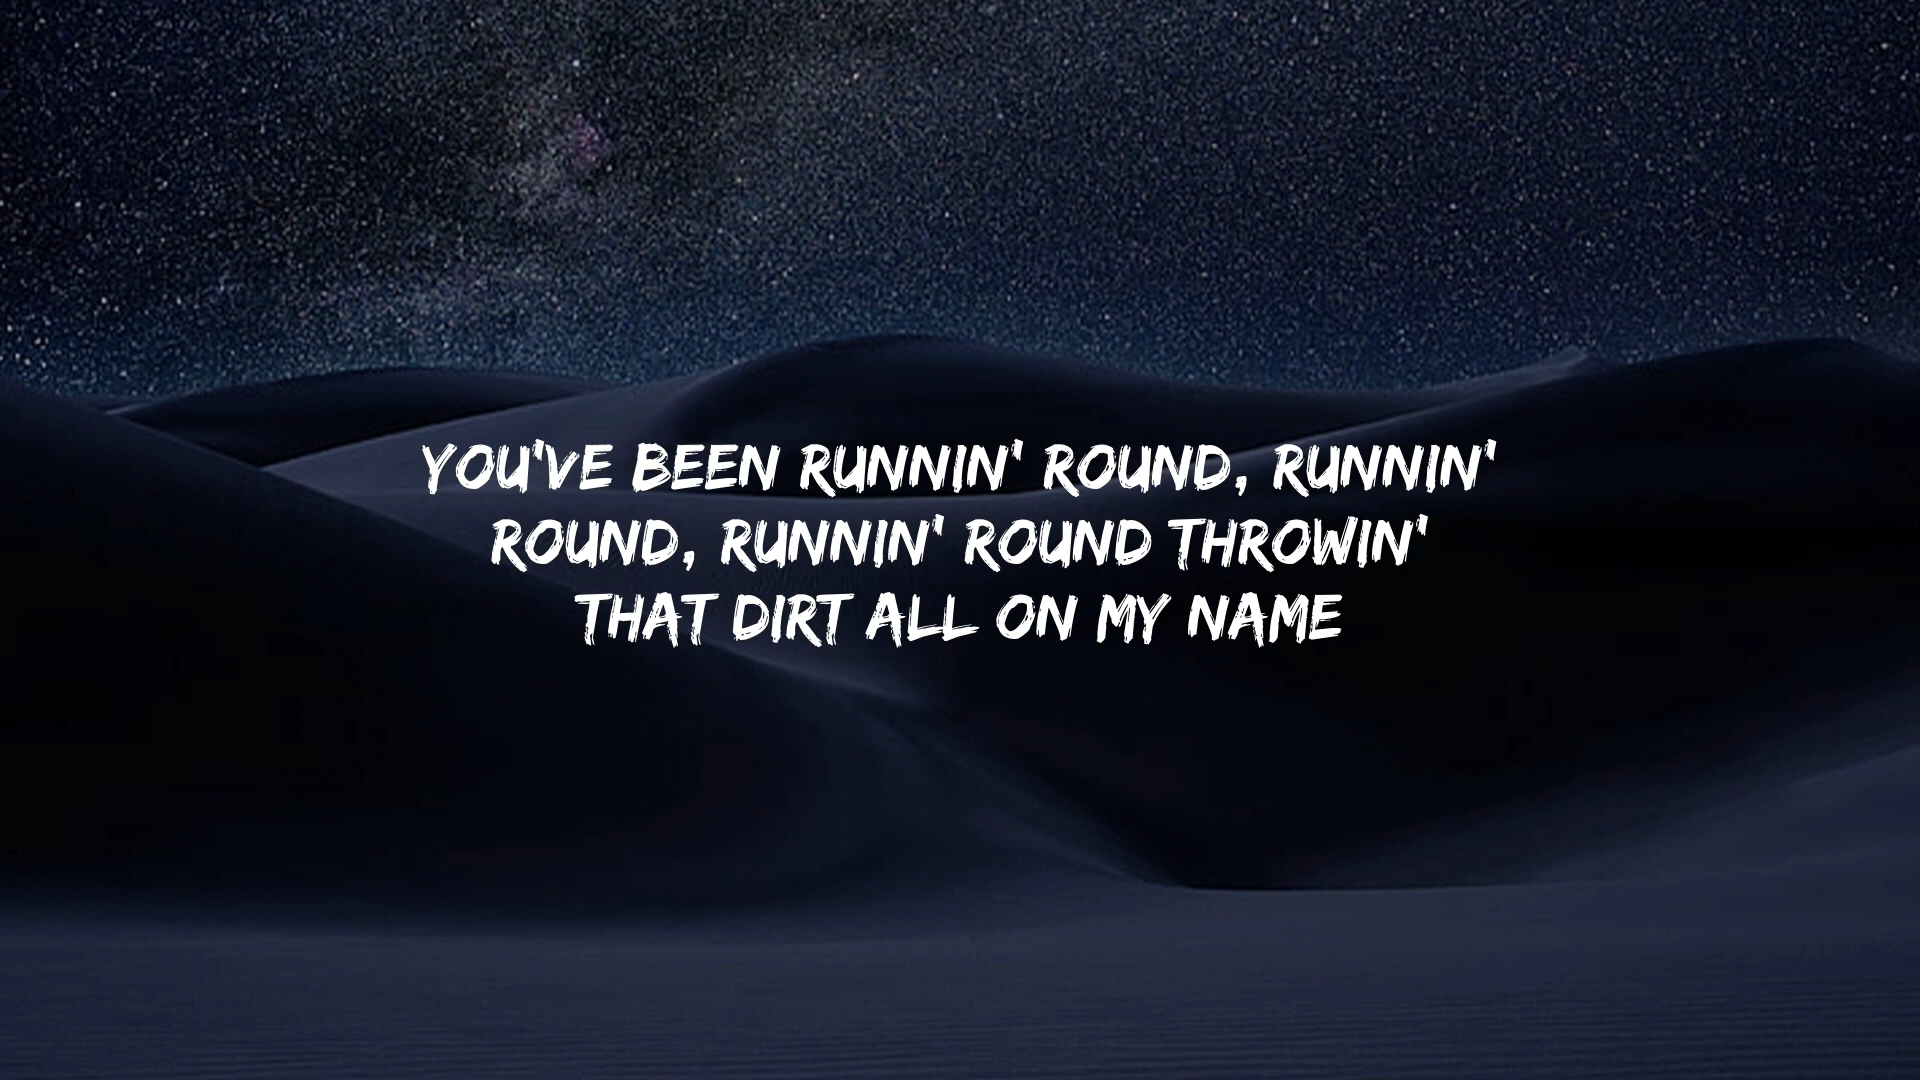 YOU'VE BEEN RUNNIN' ROUND, RUNNIN'
ROUND, RUNNIN' ROUND THROWIN'
THAT DIRT ALL ON MY NAME